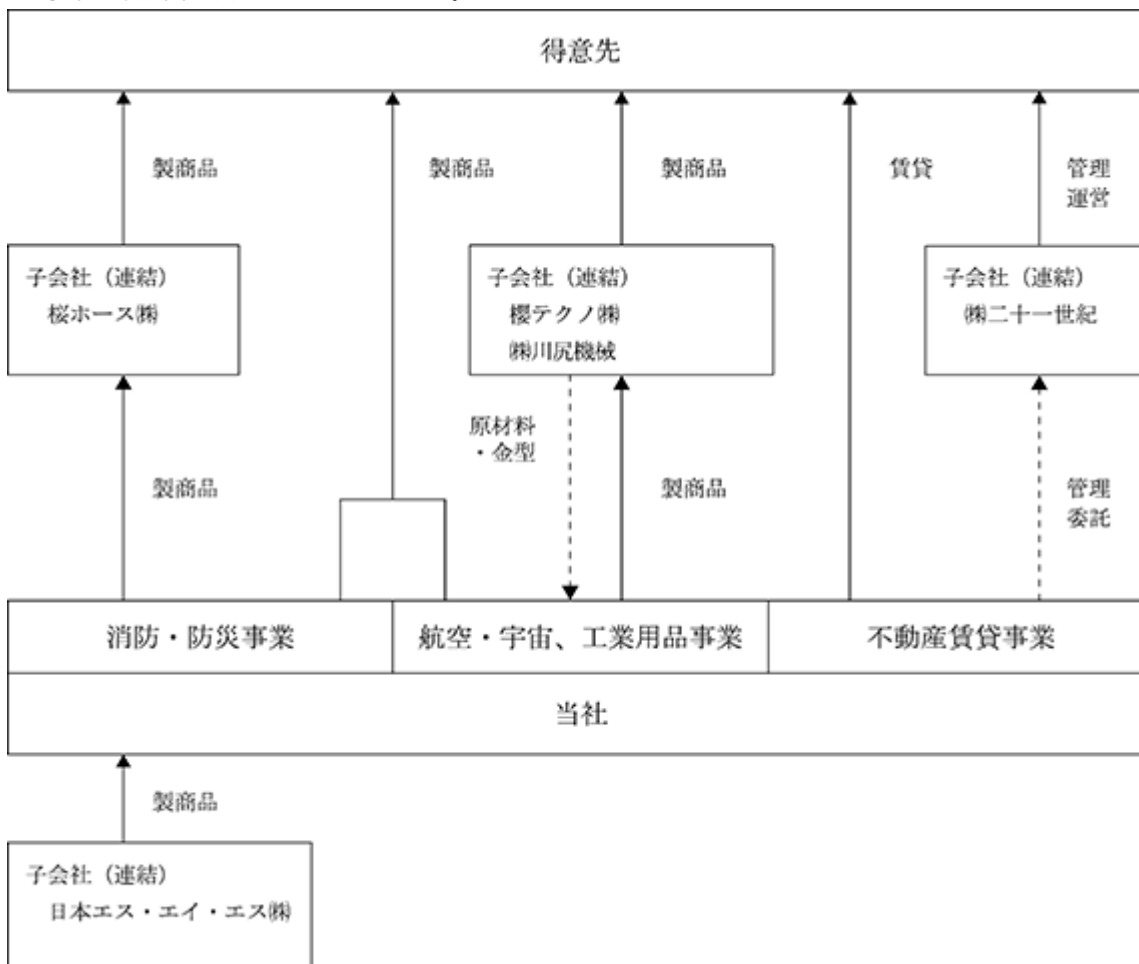 得意先
製商品
製商品
製商品
賃貸
管理
運営
子会社（連結）
桜ホース㈱
子会社（連結）
櫻テクノ㈱
㈱川尻機械
子会社（連結）
㈱二十一世紀
原材料
・金型
製商品
製商品
管理
委託
消防・防災事業
航空・宇宙、工業用品事業
不動産賃貸事業
当社
製商品
子会社（連結）
日本エス・エイ・エス㈱